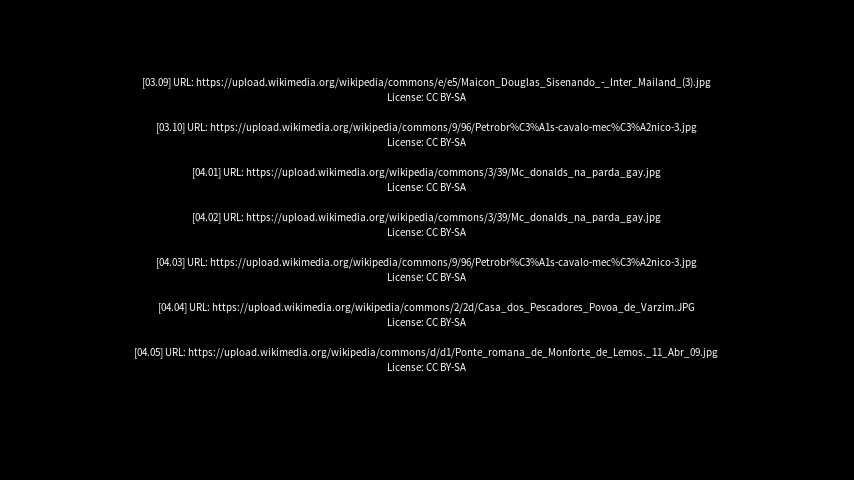 [03.09] URL: https://upload.wikimedia.org/wikipedia/commons/e/e5/Maicon_Douglas_Sisenando_-_Inter_Mailand_(3).jpg
License: CC BY-SA
[03.10] URL: https://upload.wikimedia.org/wikipedia/commons/9/96/Petrobr%C3%A1s-cavalo-mec%C3%A2nico-3.jpg
License: CC BY-SA
[04.01] URL: https://upload.wikimedia.org/wikipedia/commons/3/39/Mc_donalds_na_parda_gay.jpg
License: CC BY-SA
[04.02] URL: https://upload.wikimedia.org/wikipedia/commons/3/39/Mc_donalds_na_parda_gay.jpg
License: CC BY-SA
[04.03] URL: https://upload.wikimedia.org/wikipedia/commons/9/96/Petrobr%C3%A1s-cavalo-mec%C3%A2nico-3.jpg
License: CC BY-SA
[04.04] URL: https://upload.wikimedia.org/wikipedia/commons/2/2d/Casa_dos_Pescadores_Povoa_de_Varzim.JPG
License: CC BY-SA
[04.05] URL: https://upload.wikimedia.org/wikipedia/commons/d/d1/Ponte_romana_de_Monforte_de_Lemos._11_Abr_09.jpg
License: CC BY-SA